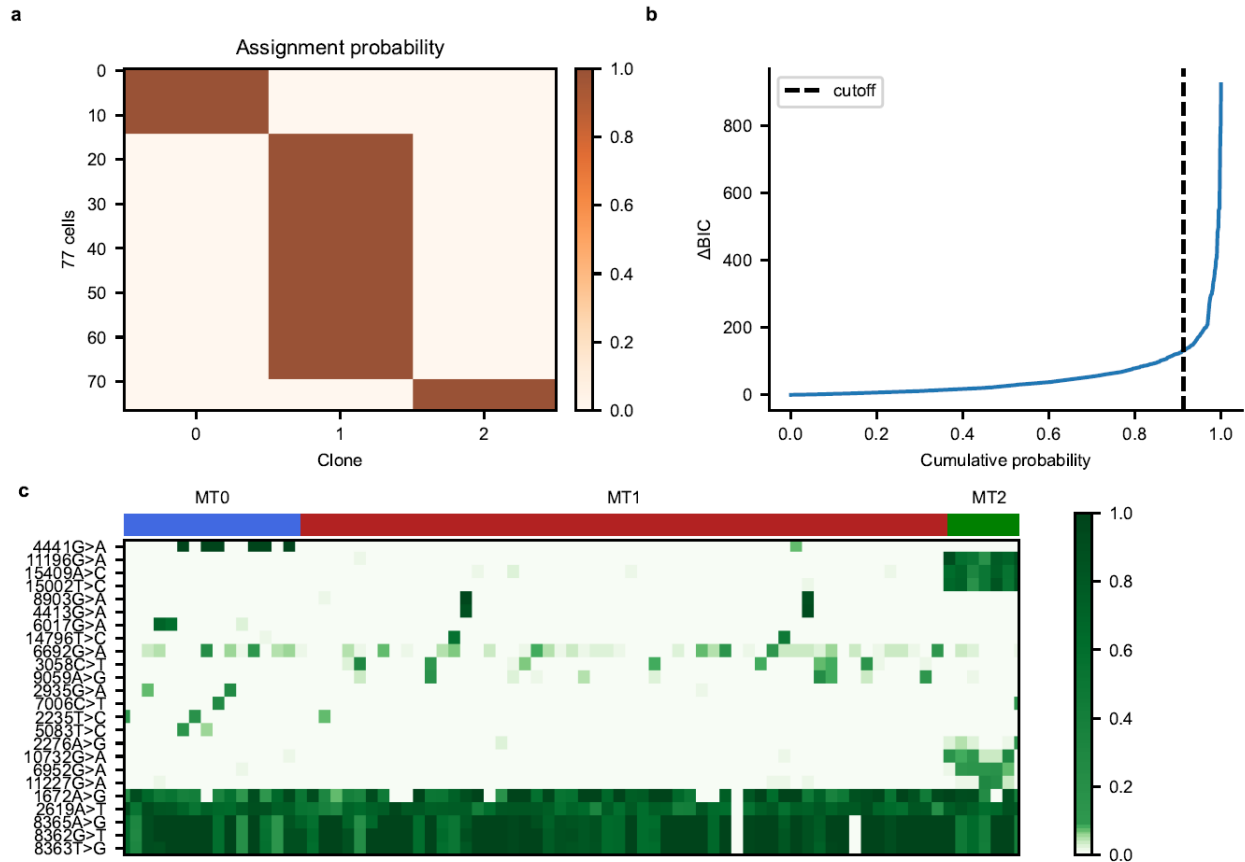 a
Assignment probability
0
10
20
30
40
50
60
70
77 cells
0
1
2
Clone
1.0
0.8
0.6
0.4
0.2
0.0
b
cutoff
800
600
400
200
0
ΔBIC
0.0
0.2
0.4
0.6
0.8
1.0
Cumulative probability
c
MT0
MT1
MT2
4441G>A
11196G>A
15409A>C
15002T>C
8903G>A
4413G>A
6017G>A
14796T>C
6692G>A
3058C>T
9059A>G
2935G>A
7006C>T
2235T>C
5083T>C
2276A>G
10732G>A
6952G>A
11227G>A
1672A>G
2619A>T
8365A>G
8362G>T
8363T>G
1.0
0.8
0.6
0.4
0.2
0.0